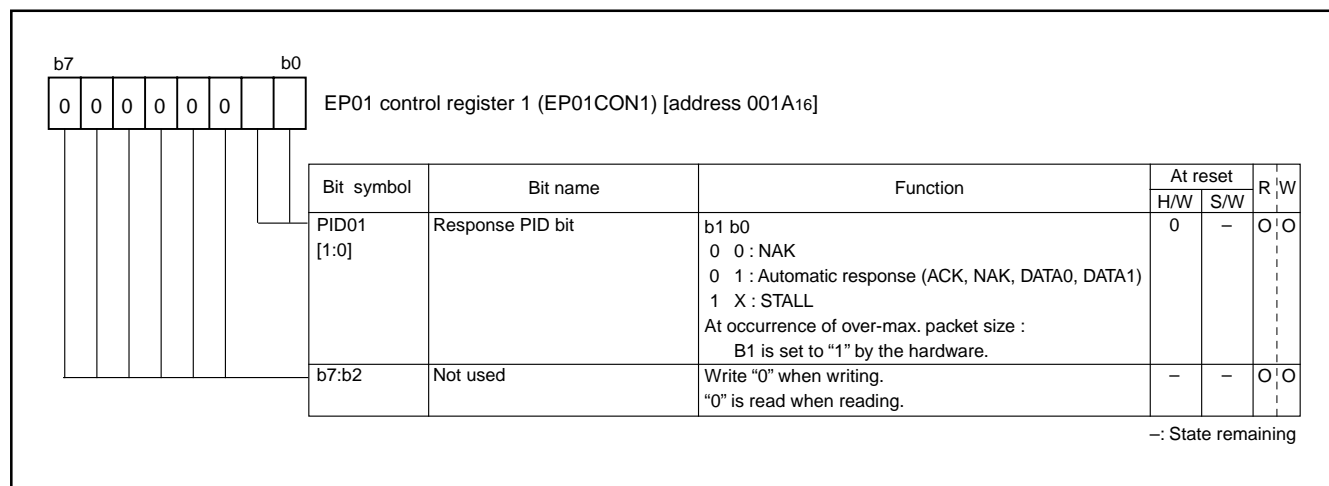 b7 b0
0 0 0 0 0 0
EP01 control register 1 (EP01CON1) [address 001A16]
Bit symbol Bit name Function At reset R W
H/W S/W
PID01 Response PID bit b1 b0 0 – O O
[1:0] 0 0 : NAK
0 1 : Automatic response (ACK, NAK, DATA0, DATA1)
1 X : STALL
At occurrence of over-max. packet size :
B1 is set to “1” by the hardware.
b7:b2 Not used Write “0” when writing. – – O O
“0” is read when reading.
–: State remaining